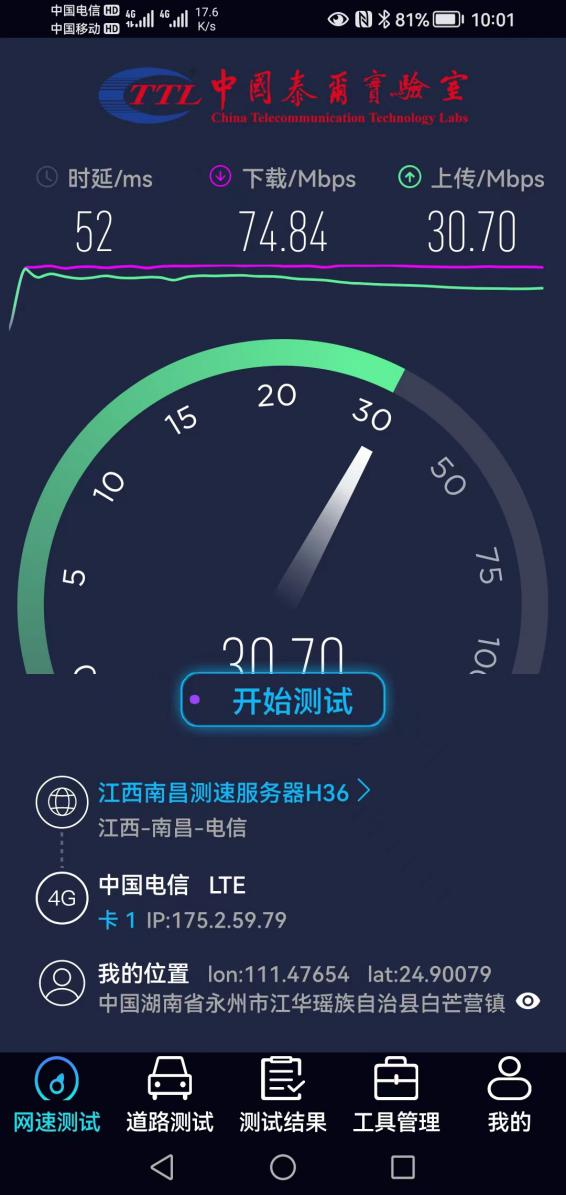 中国电信 HD 4G 4G 17.6 81% 10:01
中国移动 HD K/s
TTL 中國泰爾實驗室
China Telecommunication Technology Labs
时延/ms 下载/Mbps 上传/Mbps
52 74.84 30.70
20
15 30
10 50
5 75
0 100
30.70
开始测试
江西南昌测速服务器H36
江西-南昌-电信
4G 中国电信 LTE
卡 1 IP:175.2.59.79
我的位置 lon:111.47654 lat:24.90079
中国湖南省永州市江华瑶族自治县白芒营镇
网速测试 道路测试 测试结果 工具管理 我的